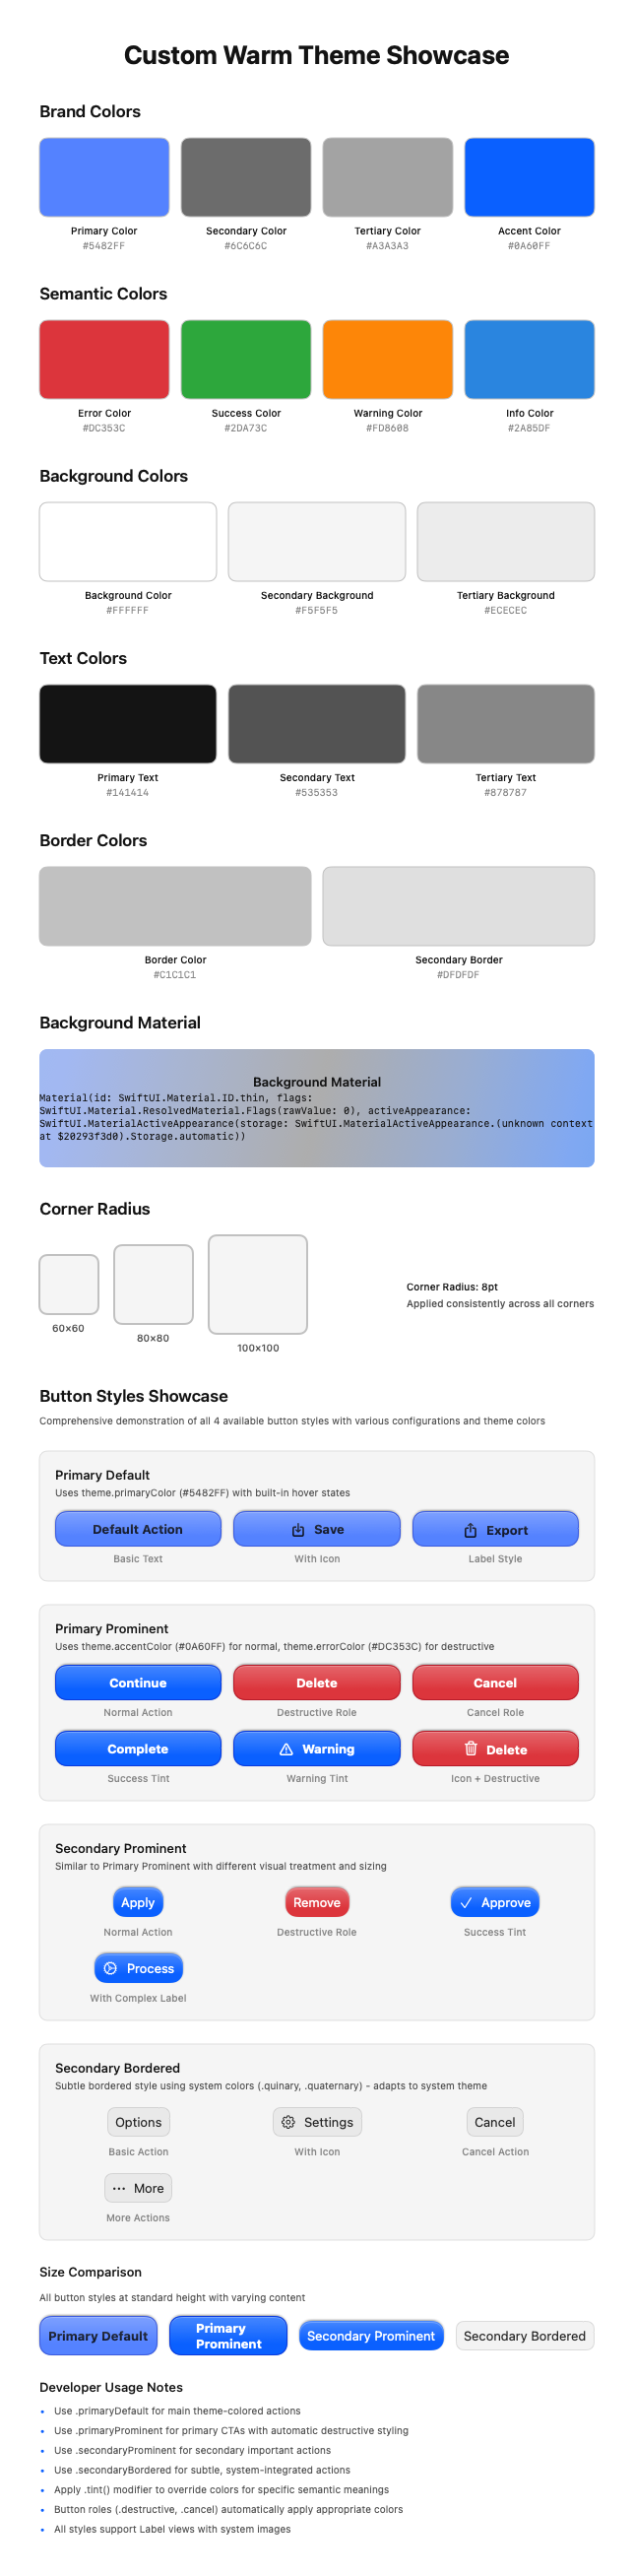 Custom Warm Theme Showcase
Brand Colors
Primary Color
#5482FF
Secondary Color
#6C6C6C
Tertiary Color
#A3A3A3
Accent Color
#0A60FF
Semantic Colors
Error Color
#DC353C
Success Color
#2DA73C
Warning Color
#FD8608
Info Color
#2A85DF
Background Colors
Background Color
#FFFFFF
Secondary Background
#F5F5F5
Tertiary Background
#ECECEC
Text Colors
Primary Text
#141414
Secondary Text
#535353
Tertiary Text
#878787
Border Colors
Border Color
#C1C1C1
Secondary Border
#DFDFDF
Background Material
Background Material
Material(id: SwiftUI.Material.ID.thin, flags:
SwiftUI.Material.ResolvedMaterial.Flags(rawValue: 0), activeAppearance:
SwiftUI.MaterialActiveAppearance(storage: SwiftUI.MaterialActiveAppearance.(unknown context
at $20293f3d0).Storage.automatic))
Corner Radius
60×60
80×80
100×100
Corner Radius: 8pt
Applied consistently across all corners
Button Styles Showcase
Comprehensive demonstration of all 4 available button styles with various configurations and theme colors
Primary Default
Uses theme.primaryColor (#5482FF) with built-in hover states
Default Action
Save
Export
Basic Text
With Icon
Label Style
Primary Prominent
Uses theme.accentColor (#0A60FF) for normal, theme.errorColor (#DC353C) for destructive
Continue
Delete
Cancel
Normal Action
Destructive Role
Cancel Role
Complete
Warning
Delete
Success Tint
Warning Tint
Icon + Destructive
Secondary Prominent
Similar to Primary Prominent with different visual treatment and sizing
Apply
Remove
Approve
Normal Action
Destructive Role
Success Tint
Process
With Complex Label
Secondary Bordered
Subtle bordered style using system colors (.quinary, .quaternary) - adapts to system theme
Options
Settings
Cancel
Basic Action
With Icon
Cancel Action
More
More Actions
Size Comparison
All button styles at standard height with varying content
Primary Default
Primary
Prominent
Secondary Prominent
Secondary Bordered
Developer Usage Notes
• Use .primaryDefault for main theme-colored actions
• Use .primaryProminent for primary CTAs with automatic destructive styling
• Use .secondaryProminent for secondary important actions
• Use .secondaryBordered for subtle, system-integrated actions
• Apply .tint() modifier to override colors for specific semantic meanings
• Button roles (.destructive, .cancel) automatically apply appropriate colors
• All styles support Label views with system images